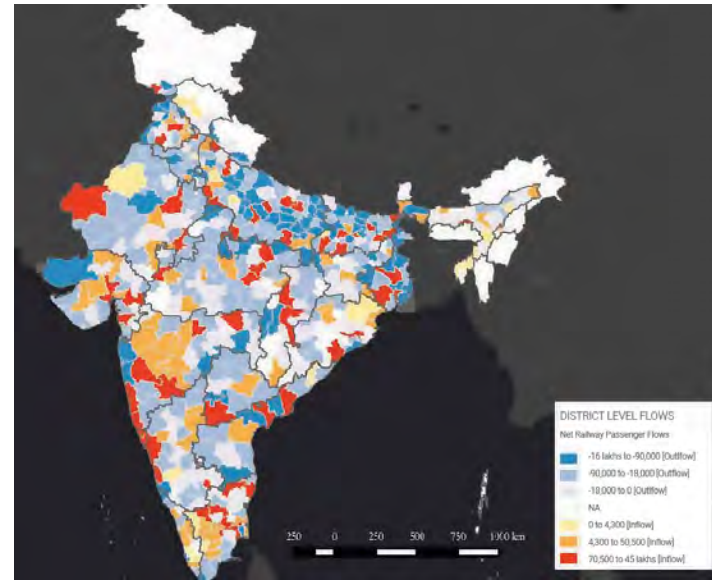 DISTRICT LEVEL FLOWS
Net Railway Passenger Flows
-16 lakhs to -90,000 [Outflow]
-90,000 to -18,000 [Outflow]
-18,000 to 0 [Outflow]
NA
0 to 4,300 [Inflow]
4,300 to 50,500 [Inflow]
70,500 to 45 lakhs [Inflow]
250 0 250 500 750 1000 km